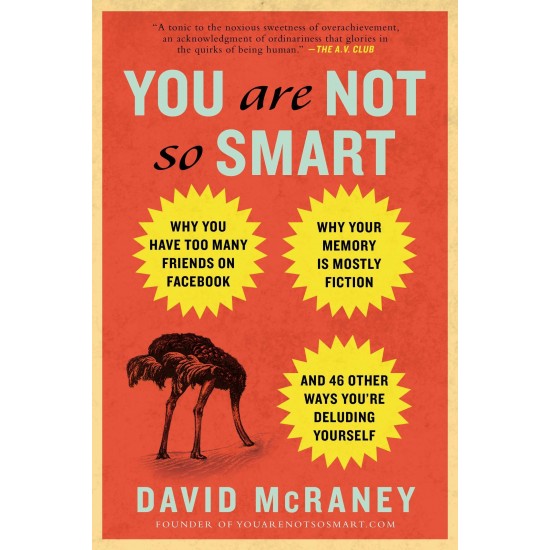 “A tonic to the noxious sweetness of overachievement,
an acknowledgment of ordinariness that glories in
the quirks of being human.” —THE A.V. CLUB
YOU are NOT
so SMART
WHY YOU
HAVE TOO MANY
FRIENDS ON
FACEBOOK
WHY YOUR
MEMORY
IS MOSTLY
FICTION
AND 46 OTHER
WAYS YOU'RE
DELUDING
YOURSELF
DAVID McRANEY
FOUNDER OF YOUARENOTSOSMART.COM